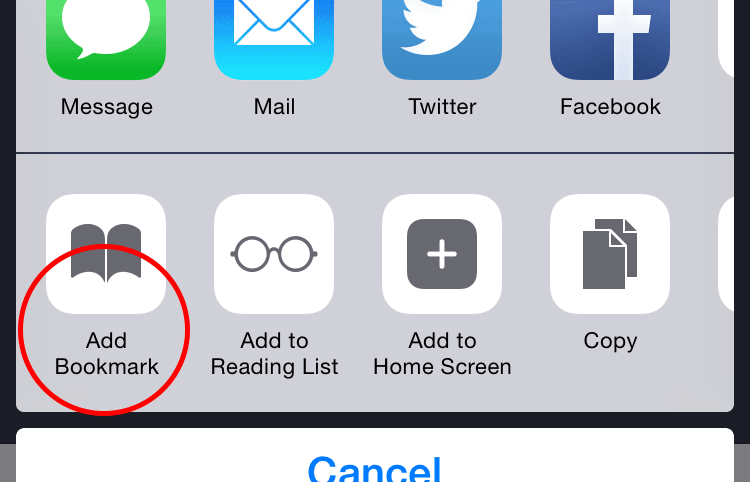 Message
Mail
Twitter
Facebook
Add
Bookmark
Add to
Reading List
Add to
Home Screen
Copy
Cancel